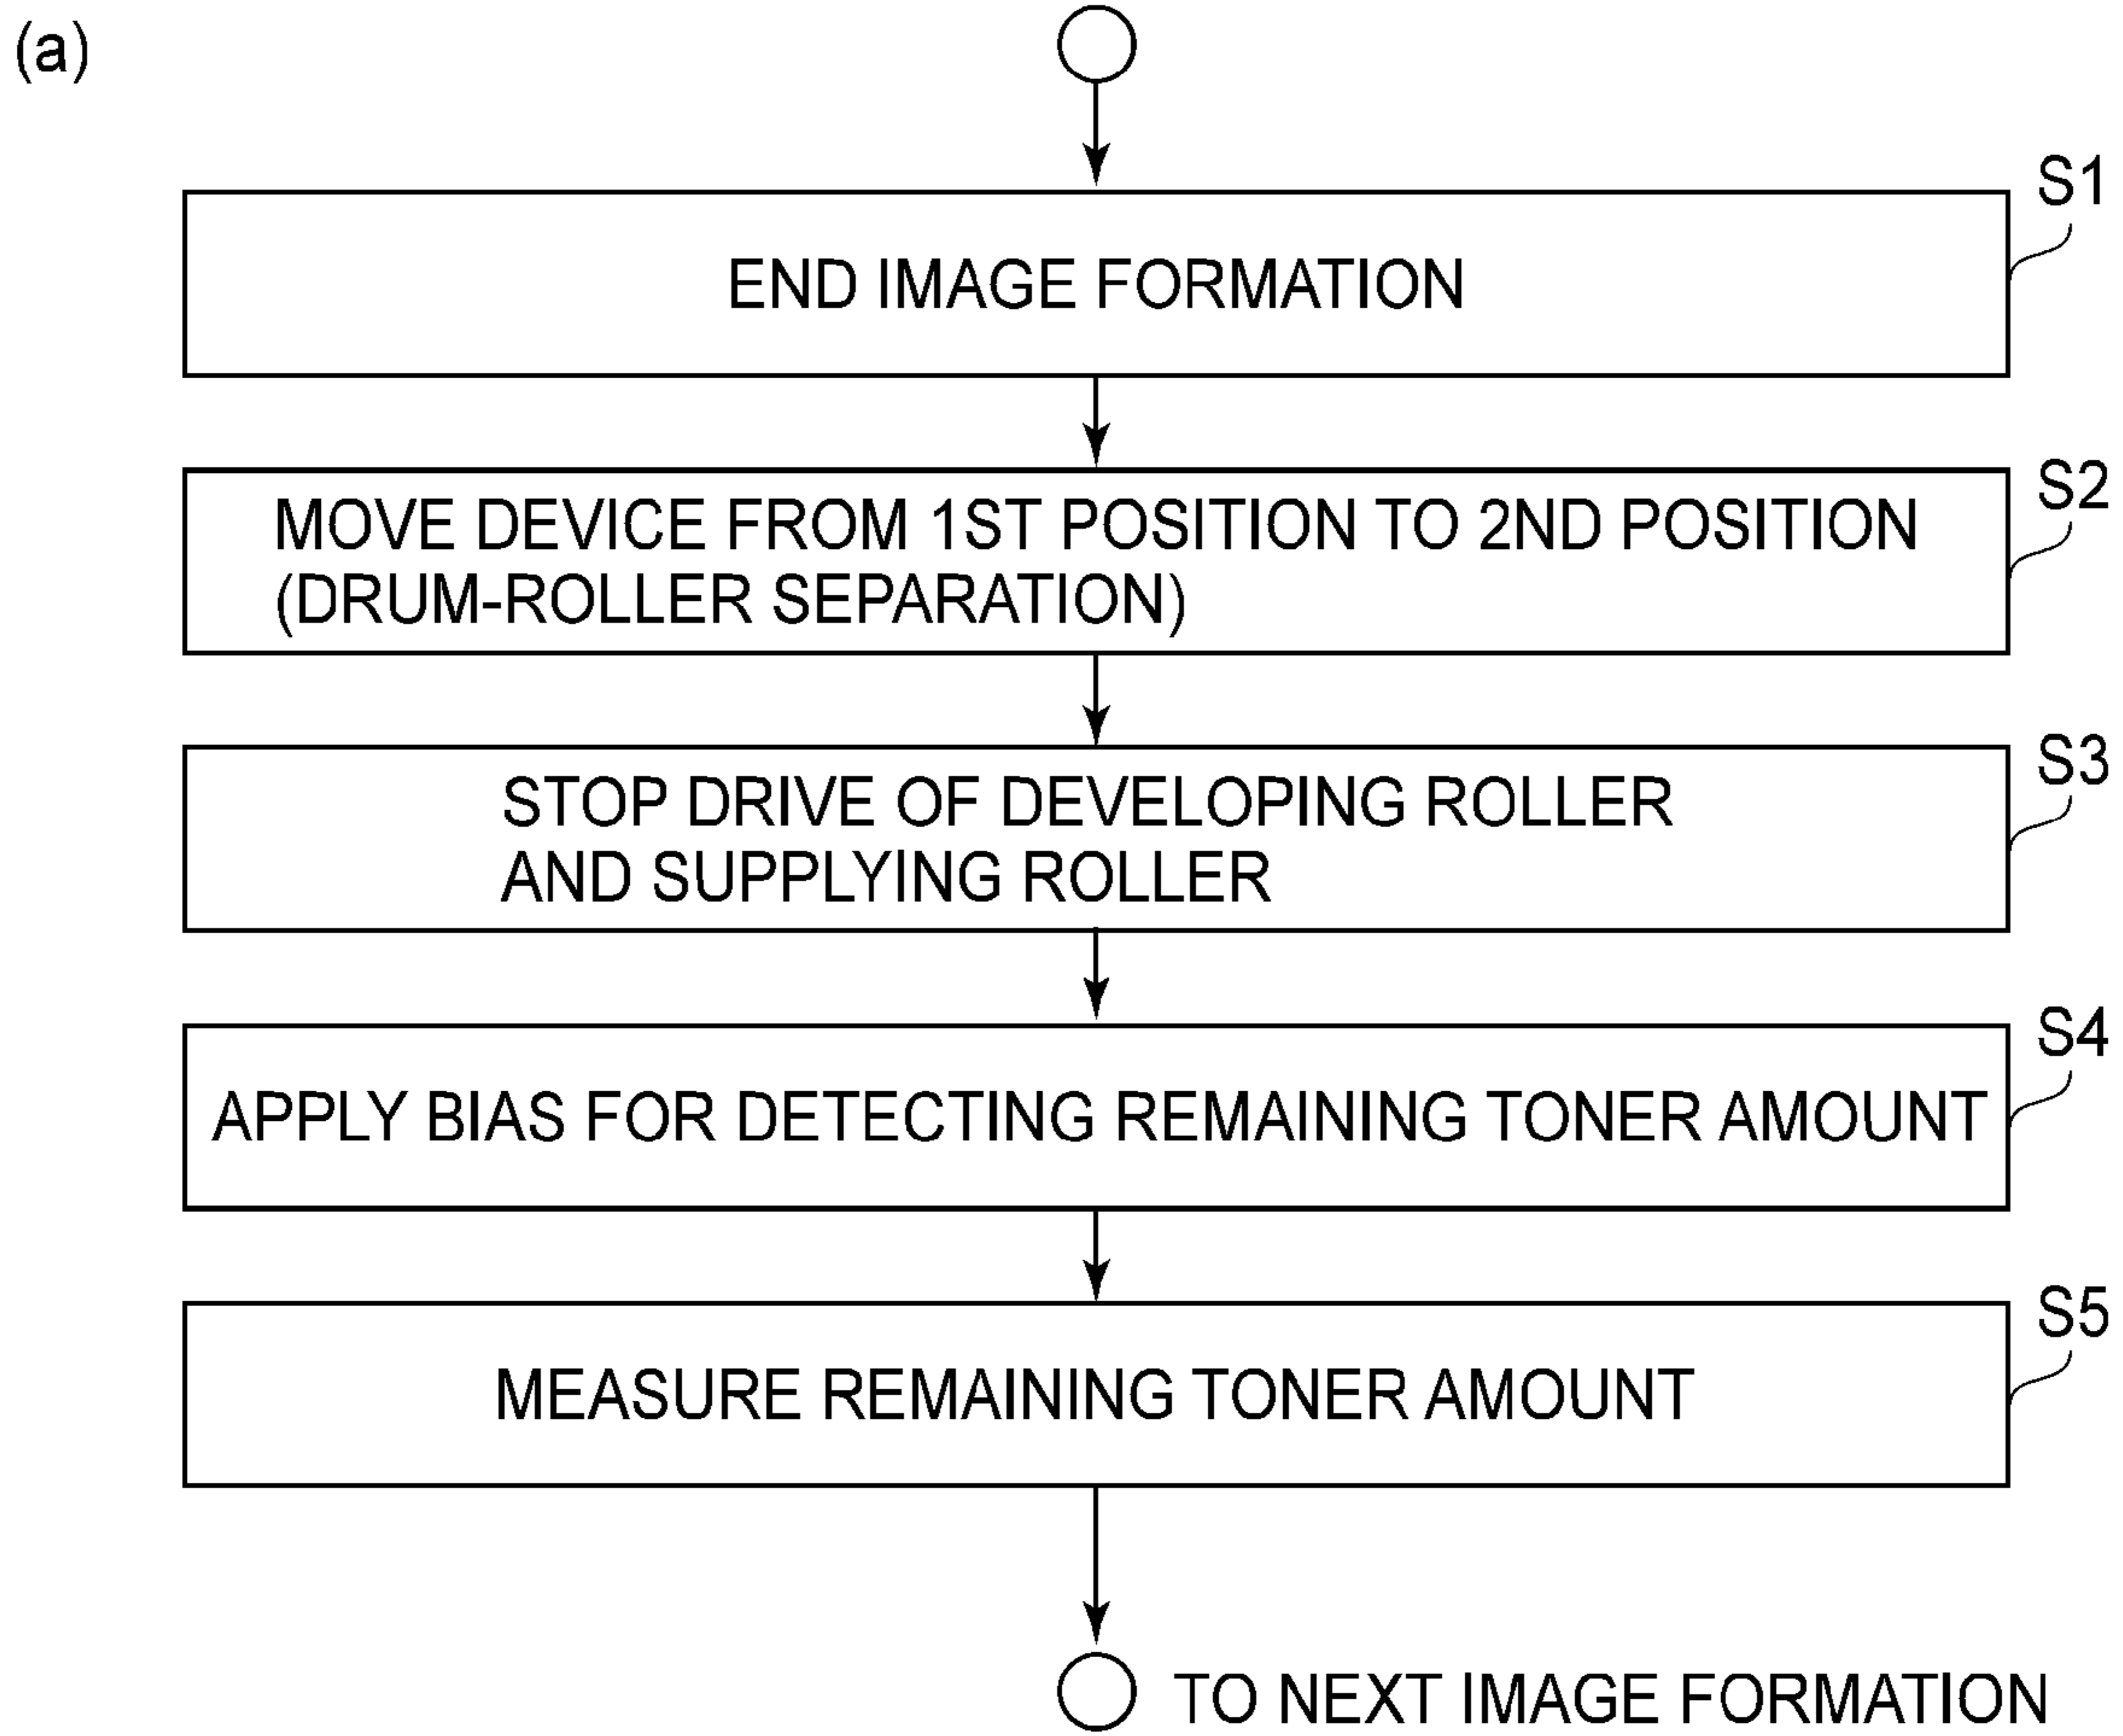 (a)
S1
END IMAGE FORMATION
S2
MOVE DEVICE FROM 1ST POSITION TO 2ND POSITION
(DRUM-ROLLER SEPARATION)
S3
STOP DRIVE OF DEVELOPING ROLLER
AND SUPPLYING ROLLER
S4
APPLY BIAS FOR DETECTING REMAINING TONER AMOUNT
S5
MEASURE REMAINING TONER AMOUNT
TO NEXT IMAGE FORMATION